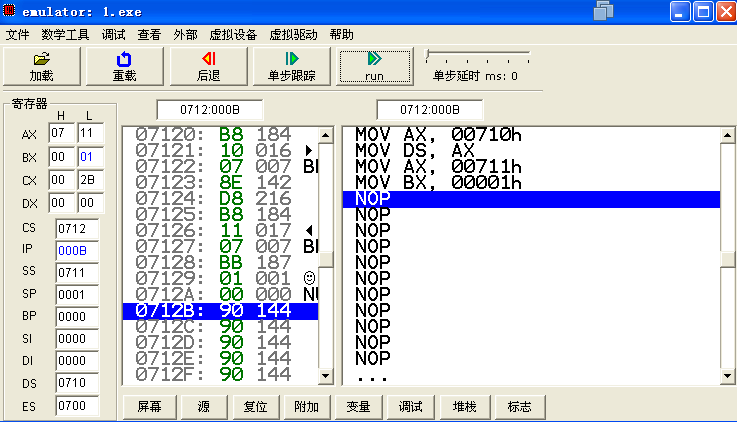 emulator: 1.exe
文件 数学工具 调试 查看 外部 虚拟设备 虚拟驱动 帮助
加载 重载 后退 单步跟踪 run 单步延时 ms: 0
寄存器
0712:000B 0712:000B
H L
AX 07 11
BX 00 01
CX 00 2B
DX 00 00
CS 0712
IP 000B
SS 0711
SP 0001
BP 0000
SI 0000
DI 0000
DS 0710
ES 0700
07120: B8 184
07121: 10 016
07122: 07 007 BE
07123: 8E 142
07124: D8 216
07125: B8 184
07126: 11 017
07127: 07 007 BE
07128: BB 187
07129: 01 001
0712A: 00 000 NU
0712B: 90 144
0712C: 90 144
0712D: 90 144
0712E: 90 144
0712F: 90 144
MOV AX, 00710h
MOV DS, AX
MOV AX, 00711h
MOV BX, 00001h
NOP
NOP
NOP
NOP
NOP
NOP
NOP
NOP
NOP
NOP
NOP
...
屏幕 源 复位 附加 变量 调试 堆栈 标志